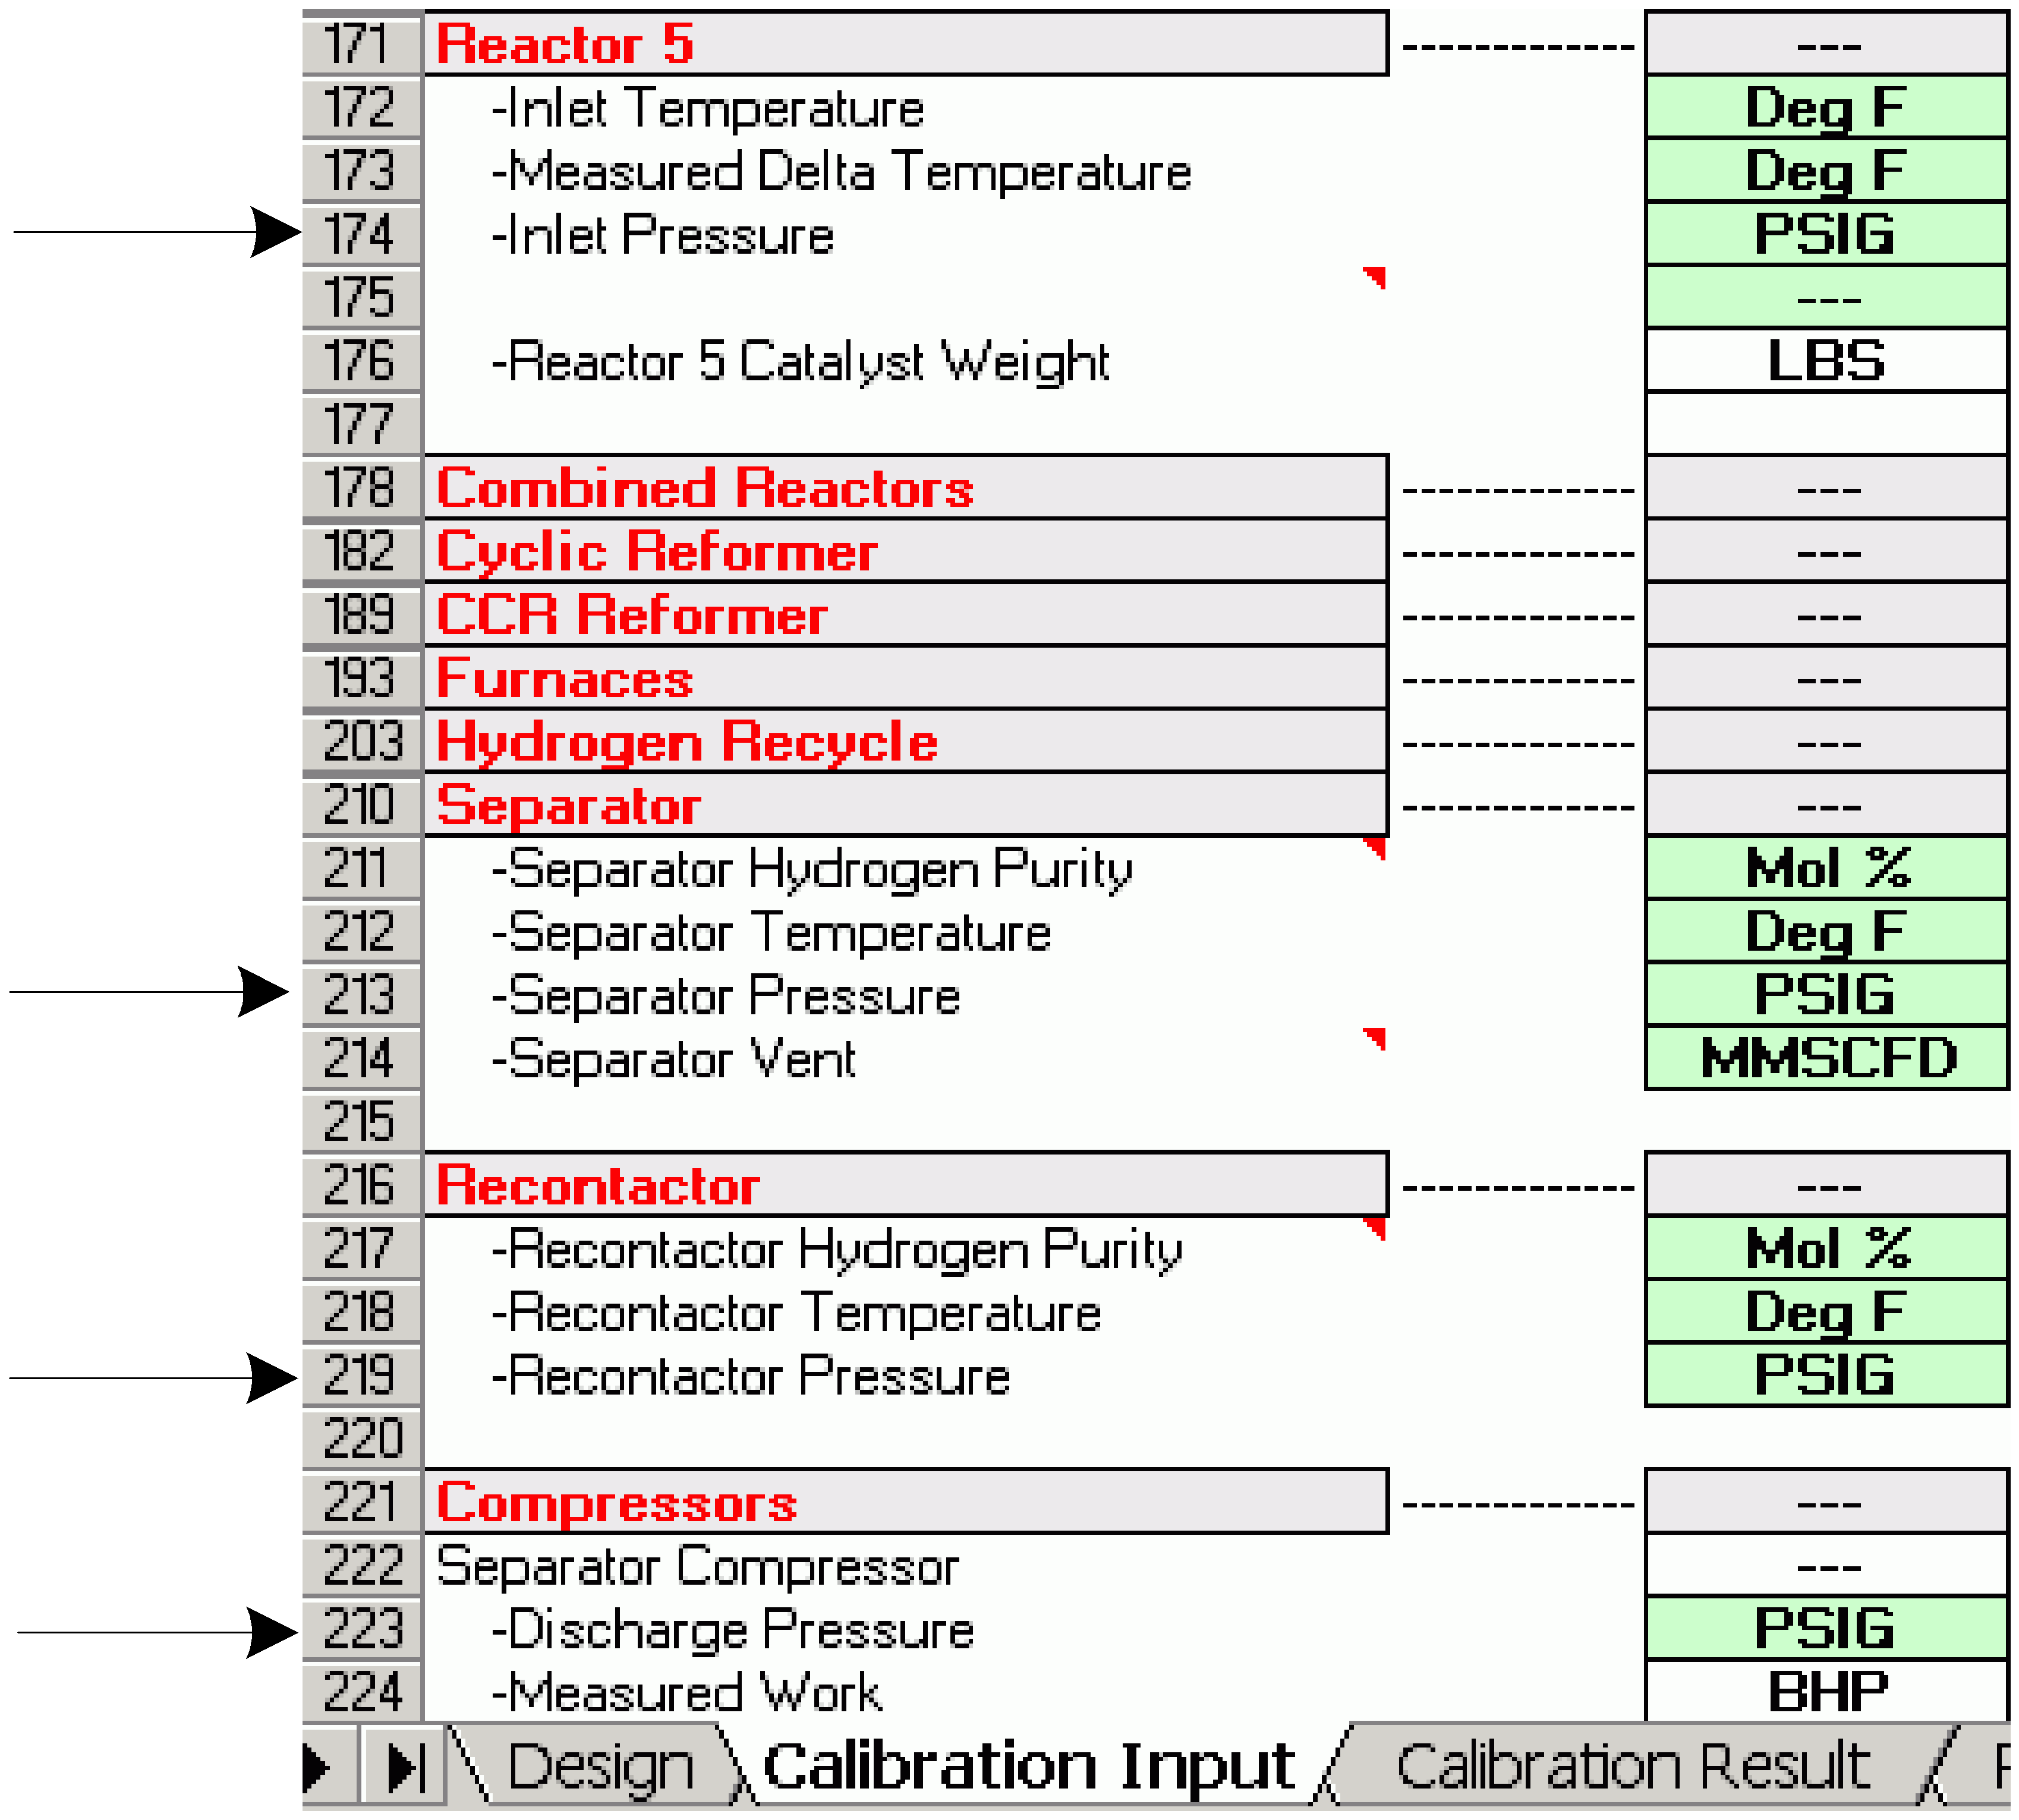 171 Reactor 5 ------------- ---
172 -Inlet Temperature Deg F
173 -Measured Delta Temperature Deg F
174 -Inlet Pressure PSIG
175 ---
176 -Reactor 5 Catalyst Weight LBS
177
178 Combined Reactors ------------- ---
182 Cyclic Reformer ------------- ---
189 CCR Reformer ------------- ---
193 Furnaces ------------- ---
203 Hydrogen Recycle ------------- ---
210 Separator ------------- ---
211 -Separator Hydrogen Purity Mol %
212 -Separator Temperature Deg F
213 -Separator Pressure PSIG
214 -Separator Vent MMSCFD
215
216 Recontactor ------------- ---
217 -Recontactor Hydrogen Purity Mol %
218 -Recontactor Temperature Deg F
219 -Recontactor Pressure PSIG
220
221 Compressors ------------- ---
222 Separator Compressor ---
223 -Discharge Pressure PSIG
224 -Measured Work BHP
Design Calibration Input Calibration Result